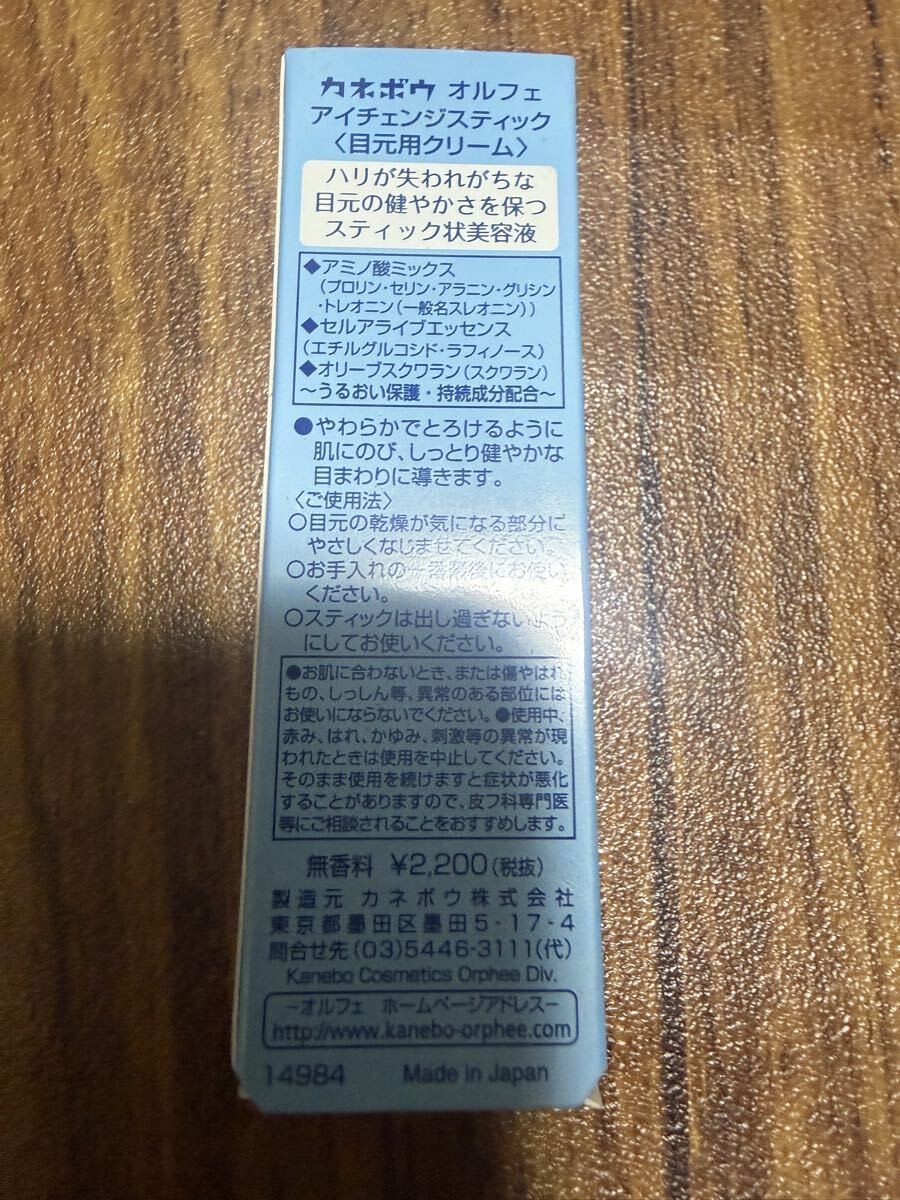 カネボウ オルフェ
アイチェンジスティック
〈目元用クリーム〉
ハリが失われがちな
目元の健やかさを保つ
スティック状美容液
◆アミノ酸ミックス
(プロリン・セリン・アラニン・グリシン
・トレオニン(一般名スレオニン))
◆セルアライブエッセンス
(エチルグルコシド・ラフィノース)
◆オリーブスクワラン(スクワラン)
～うるおい保護・持続成分配合～
●やわらかでとろけるように
肌にのび、しっとり健やかな
目まわりに導きます。
〈ご使用法〉
○目元の乾燥が気になる部分に
やさしくなじませてください。
○お手入れの一番最後にお使い
ください。
○スティックは出し過ぎないよう
にしてお使いください。
●お肌に合わないとき、または傷やはれ
もの、しっしん等、異常のある部位には
お使いにならないでください。●使用中、
赤み、はれ、かゆみ、刺激等の異常が現
われたときは使用を中止してください。
そのまま使用を続けますと症状が悪化
することがありますので、皮フ科専門医
等にご相談されることをおすすめします。
無香料 ¥2,200(税抜)
製造元 カネボウ株式会社
東京都墨田区墨田5-17-4
問合せ先(03)5446-3111(代)
Kanebo Cosmetics Orphee Div.
－オルフェ ホームページアドレス－
http://www.kanebo-orphee.com
14984 Made in Japan